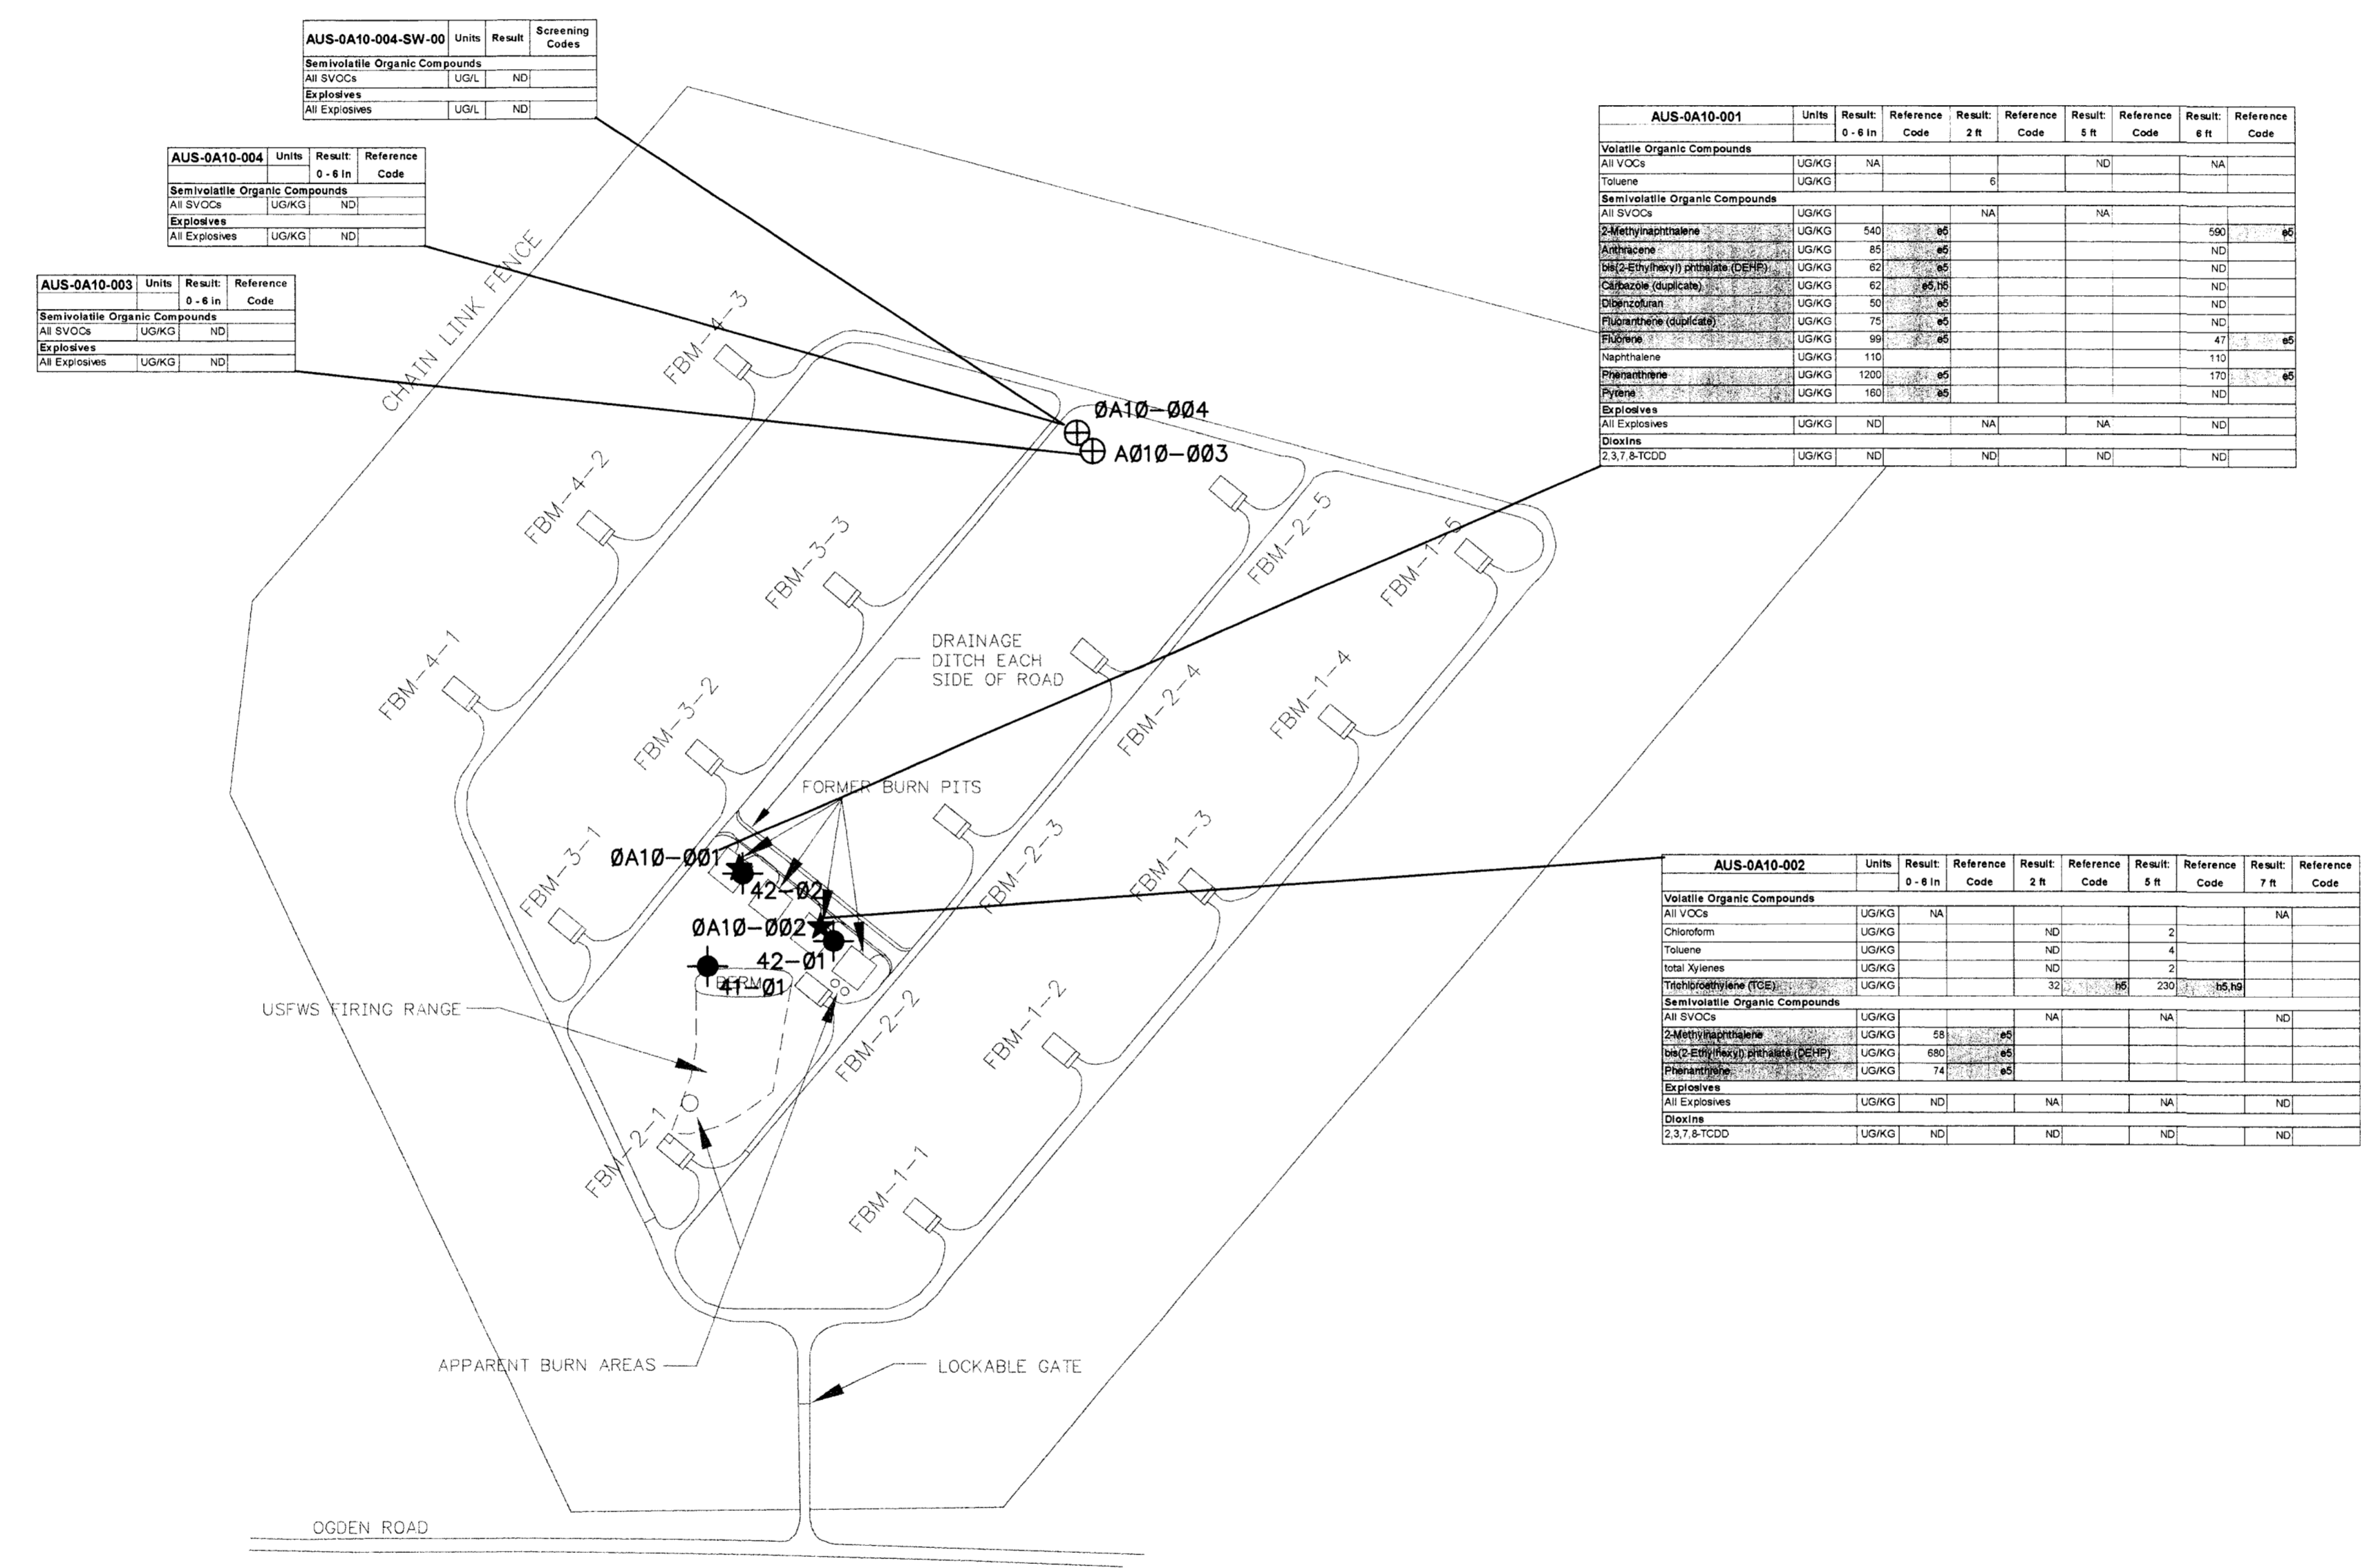 AUS-0A10-004-SW-00 Units Result Screening Codes
Semivolatile Organic Compounds
All SVOCs UG/L ND
Explosives
All Explosives UG/L ND
AUS-0A10-004 Units Result: Reference
0 - 6 in Code
Semivolatile Organic Compounds
All SVOCs UG/KG ND
Explosives
All Explosives UG/KG ND
AUS-0A10-003 Units Result: Reference
0 - 6 in Code
Semivolatile Organic Compounds
All SVOCs UG/KG ND
Explosives
All Explosives UG/KG ND
AUS-0A10-001 Units Result: Reference Result: Reference Result: Reference Result: Reference
0 - 6 in Code 2 ft Code 5 ft Code 6 ft Code
Volatile Organic Compounds
All VOCs UG/KG NA ND NA
Toluene UG/KG 6
Semivolatile Organic Compounds
All SVOCs UG/KG NA NA
2-Methylnaphthalene UG/KG 540 e5 590 e5
Anthracene UG/KG 85 e5 ND
bis(2-Ethylhexyl) phthalate (DEHP) UG/KG 62 e5 ND
Carbazole (duplicate) UG/KG 62 e5,h5 ND
Dibenzofuran UG/KG 50 e5 ND
Fluoranthene (duplicate) UG/KG 75 e5 ND
Fluorene UG/KG 99 e5 47 e5
Naphthalene UG/KG 110 110
Phenanthrene UG/KG 1200 e5 170 e5
Pyrene UG/KG 160 e5 ND
Explosives
All Explosives UG/KG ND NA NA ND
Dioxins
2,3,7,8-TCDD UG/KG ND ND ND ND
CHAIN LINK FENCE
FBM-4-3
ØA1Ø-ØØ4
AØ1Ø-ØØ3
FBM-4-2
FBM-3-3
FBM-2-5
FBM-1-5
FBM-4-1
DRAINAGE
DITCH EACH
SIDE OF ROAD
FBM-3-2
FBM-2-4
FBM-1-4
FORMER BURN PITS
FBM-3-1
ØA1Ø-ØØ1
42-Ø2
FBM-2-3
FBM-1-3
ØA1Ø-ØØ2
42-Ø1
BERM
41-Ø1
USFWS FIRING RANGE
FBM-2-2
FBM-1-2
FBM-2-1
FBM-1-1
AUS-0A10-002 Units Result: Reference Result: Reference Result: Reference Result: Reference
0 - 6 in Code 2 ft Code 5 ft Code 7 ft Code
Volatile Organic Compounds
All VOCs UG/KG NA NA
Chloroform UG/KG ND 2
Toluene UG/KG ND 4
total Xylenes UG/KG ND 2
Trichloroethylene (TCE) UG/KG 32 h5 230 h5,h9
Semivolatile Organic Compounds
All SVOCs UG/KG NA NA ND
2-Methylnaphthalene UG/KG 58 e5
bis(2-Ethylhexyl) phthalate (DEHP) UG/KG 680 e5
Phenanthrene UG/KG 74 e5
Explosives
All Explosives UG/KG ND NA NA ND
Dioxins
2,3,7,8-TCDD UG/KG ND ND ND ND
APPARENT BURN AREAS
LOCKABLE GATE
OGDEN ROAD